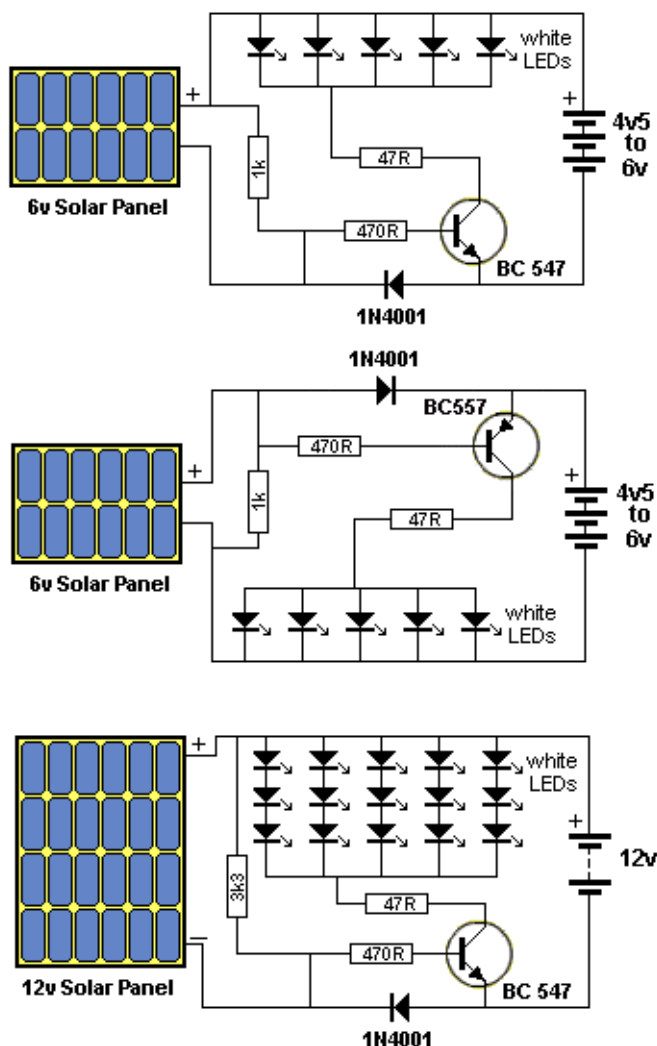 white
LEDs
+
+
4v5
to
6v
1k
47R
470R
6v Solar Panel
BC 547
1N4001
1N4001
BC557
+
470R
+
4v5
to
6v
1k
47R
6v Solar Panel
white
LEDs
+
white
LEDs
+
12v
3k3
47R
–
470R
12v Solar Panel
BC 547
1N4001